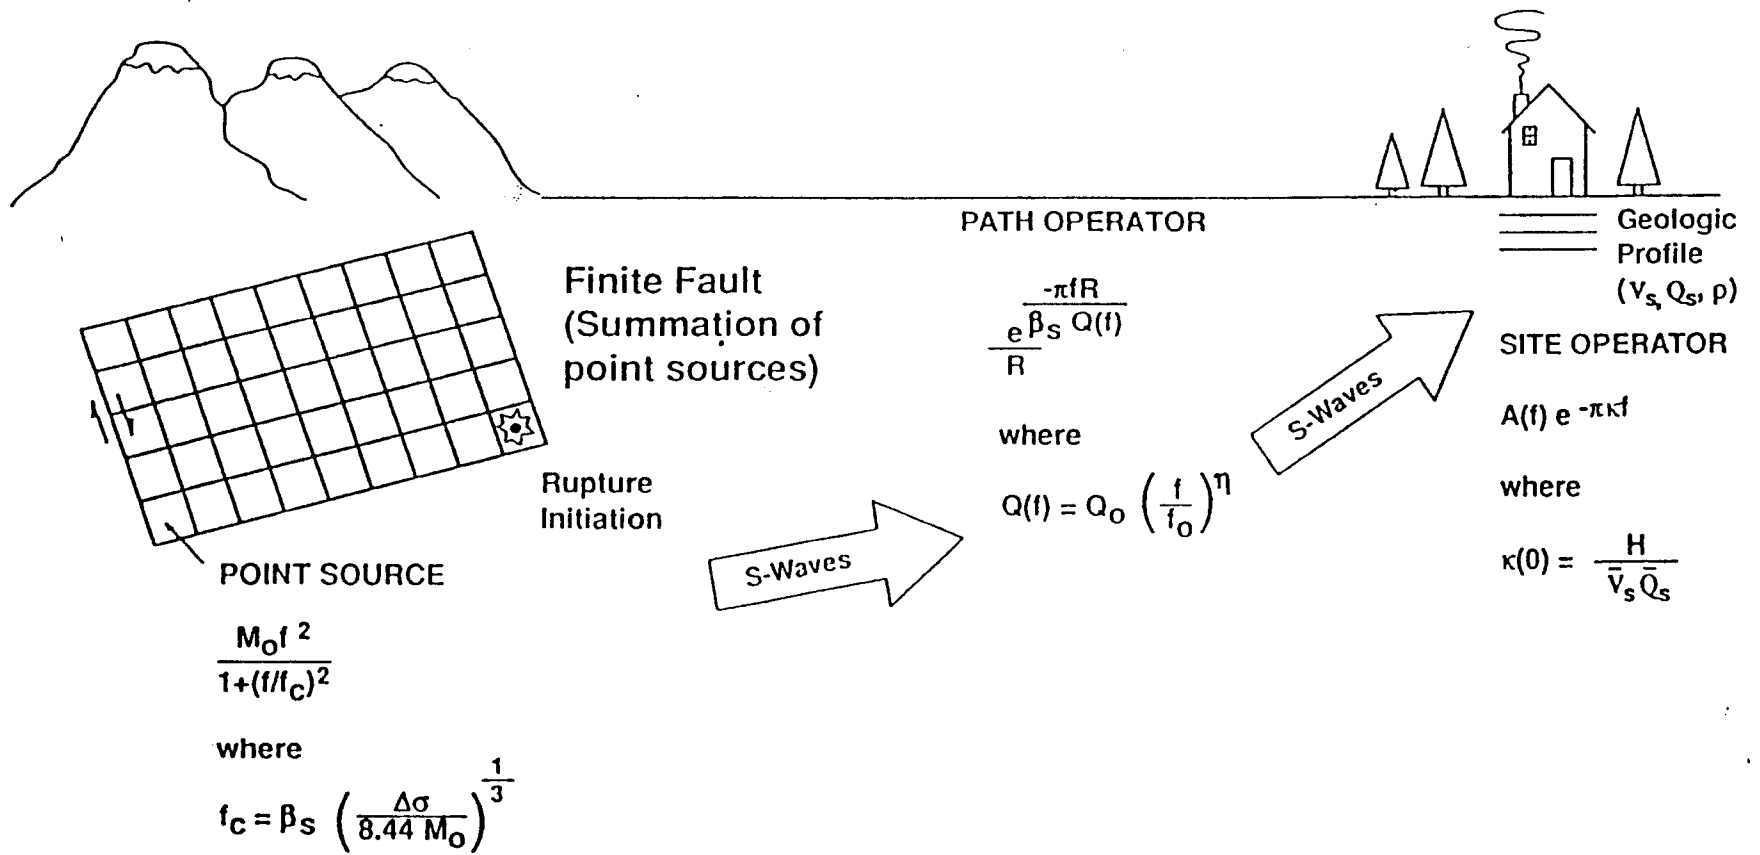 PATH OPERATOR
Geologic
Profile
(Vs, Qs, ρ)
Finite Fault
(Summation of
point sources)
e^(-πfR / βs Q(f)) / R
where
Q(f) = Qo (f/fo)^η
S-Waves
SITE OPERATOR
A(f) e^-πκf
where
κ(0) = H / V̄s Q̄s
Rupture
Initiation
S-Waves
POINT SOURCE
Mof² / 1+(f/fc)²
where
fc = βs (Δσ / 8.44 Mo)^(1/3)